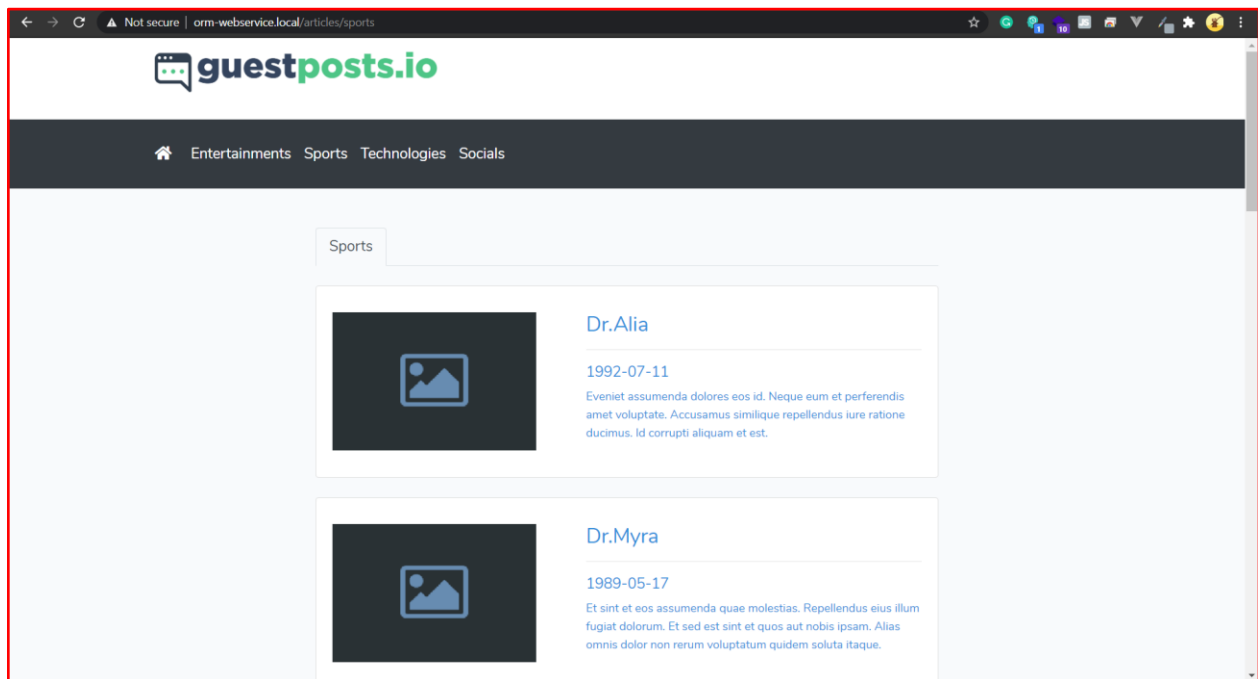 Not secure | orm-webservice.local/articles/sports
1
10
JS
guestposts.io
Entertainments Sports Technologies Socials
Sports
Dr.Alia
1992-07-11
Eveniet assumenda dolores eos id. Neque eum et perferendis
amet voluptate. Accusamus similique repellendus iure ratione
ducimus. Id corrupti aliquam et est.
Dr.Myra
1989-05-17
Et sint et eos assumenda quae molestias. Repellendus eius illum
fugiat dolorum. Et sed est sint et quos aut nobis ipsam. Alias
omnis dolor non rerum voluptatum quidem soluta itaque.